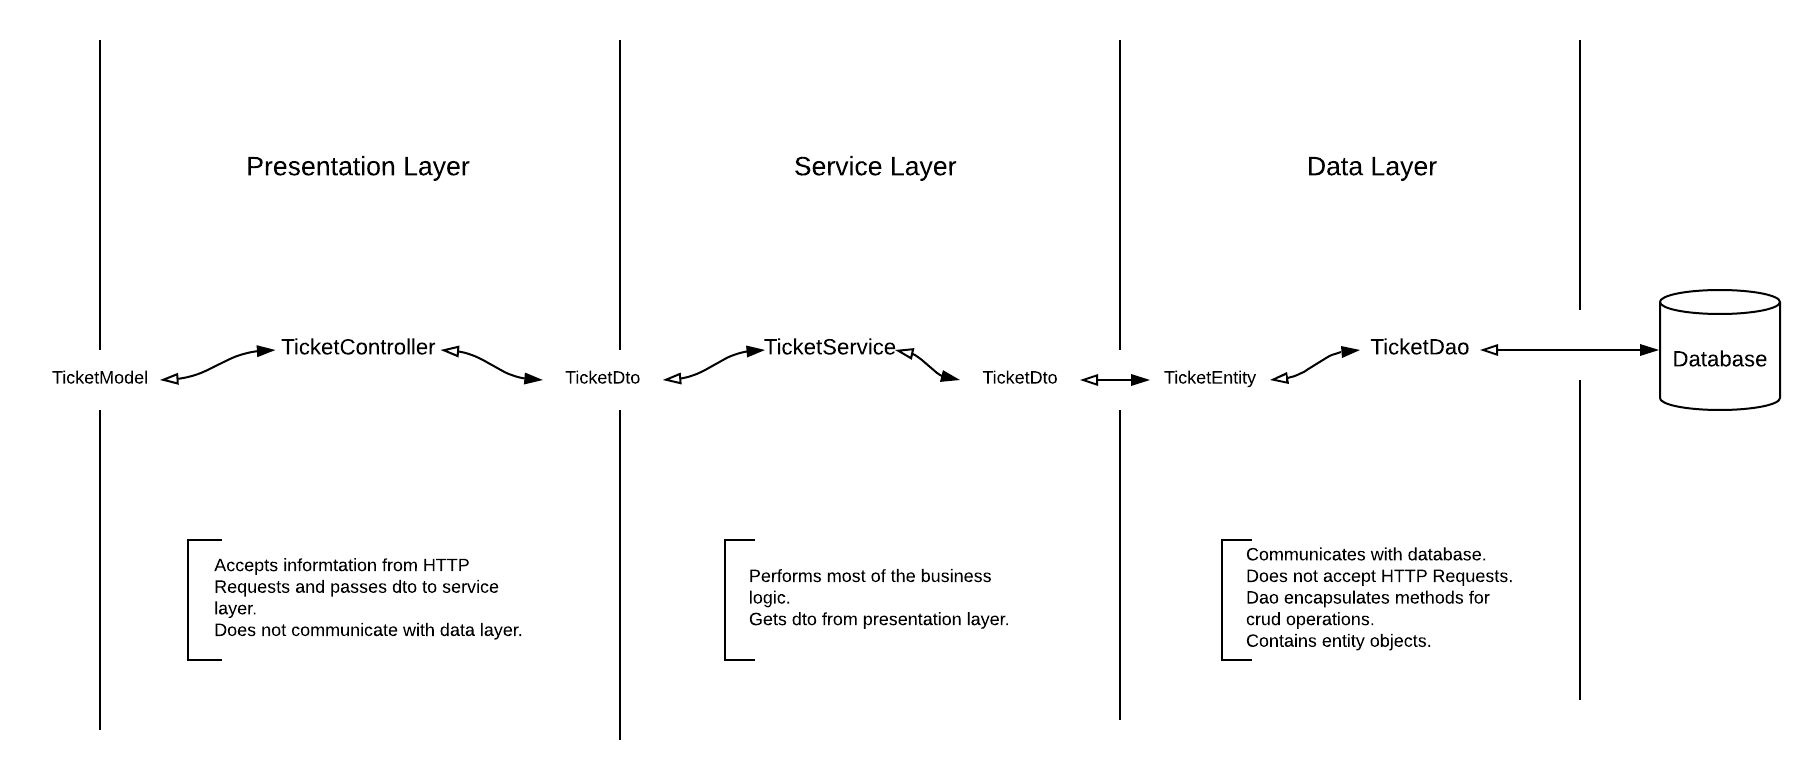 Presentation Layer
Service Layer
Data Layer
TicketModel
TicketController
TicketDto
TicketService
TicketDto
TicketEntity
TicketDao
Database
Accepts informtation from HTTP
Requests and passes dto to service
layer.
Does not communicate with data layer.
Performs most of the business
logic.
Gets dto from presentation layer.
Communicates with database.
Does not accept HTTP Requests.
Dao encapsulates methods for
crud operations.
Contains entity objects.